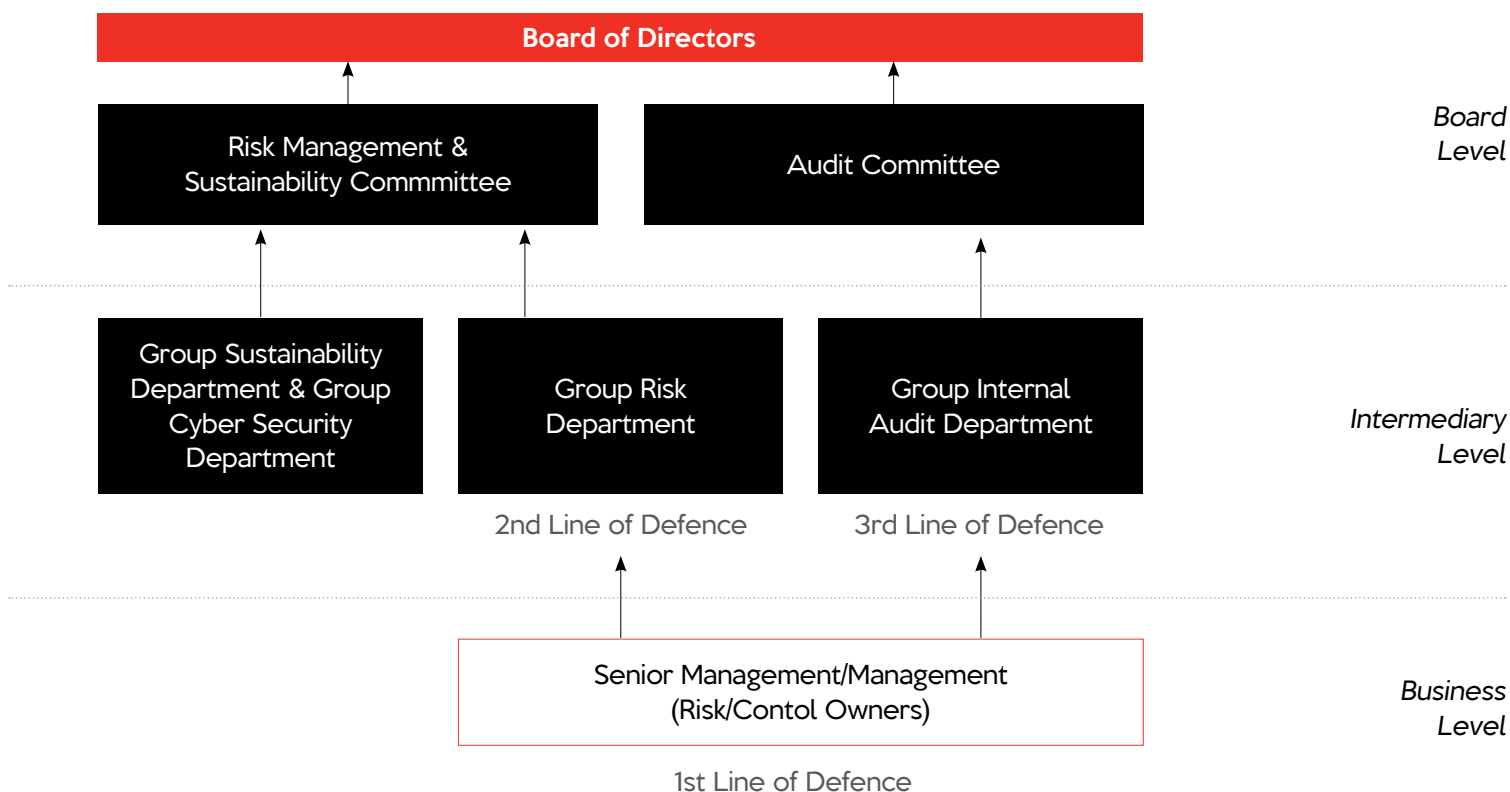 Board of Directors
Risk Management &
Sustainability Commmittee
Audit Committee
Board
Level
Group Sustainability
Department & Group
Cyber Security
Department
Group Risk
Department
Group Internal
Audit Department
Intermediary
Level
2nd Line of Defence
3rd Line of Defence
Senior Management/Management
(Risk/Contol Owners)
Business
Level
1st Line of Defence